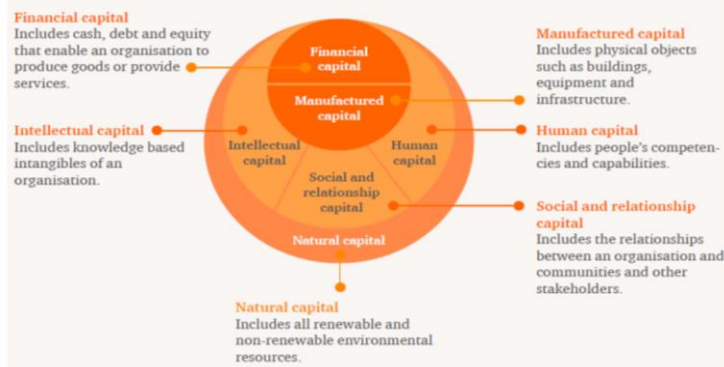 Financial capital
Includes cash, debt and equity
that enable an organisation to
produce goods or provide
services.
Intellectual capital
Includes knowledge based
intangibles of an
organisation.
Financial
capital
Manufactured
capital
Intellectual
capital
Human
capital
Social and
relationship
capital
Natural capital
Manufactured capital
Includes physical objects
such as buildings,
equipment and
infrastructure.
Human capital
Includes people's competen-
cies and capabilities.
Social and relationship
capital
Includes the relationships
between an organisation and
communities and other
stakeholders.
Natural capital
Includes all renewable and
non-renewable environmental
resources.